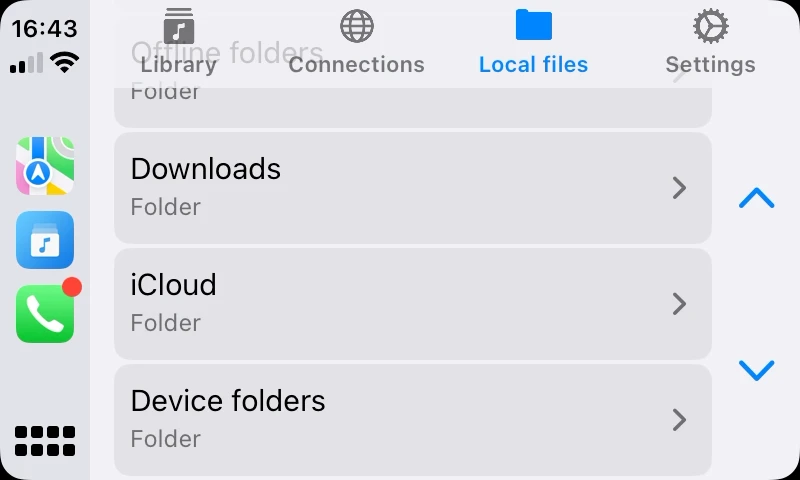 16:43
Library
Connections
Local files
Settings
Offline folders
Folder
Downloads
Folder
iCloud
Folder
Device folders
Folder